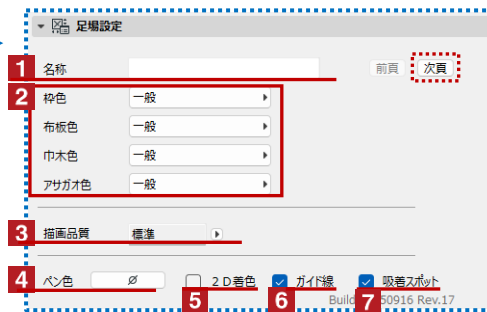 足場設定
1 名称 前頁 次頁
2 枠色 一般
布板色 一般
巾木色 一般
アサガオ色 一般
3 描画品質 標準
4 ペン色 2D着色 ガイド線 吸着スポット
5 6 7
Build 50916 Rev.17